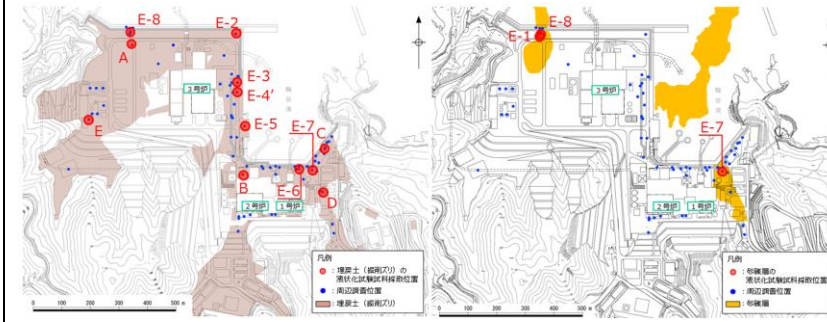 E-8
E-2
A
E-3
E-4’
3号炉
E
E-5
E-7
C
B
E-6
D
2号炉
1号炉
凡例
：埋戻土（掘削ズリ）の
液状化試験試料採取位置
：周辺調査位置
：埋戻土（掘削ズリ）
0 100 200 300 400 500 m
E-8
E-1
3号炉
輪谷湾
E-7
2号炉
1号炉
凡例
：砂礫層の
液状化試験試料採取位置
：周辺調査位置
：砂礫層
0 100 200 300 400 500 m